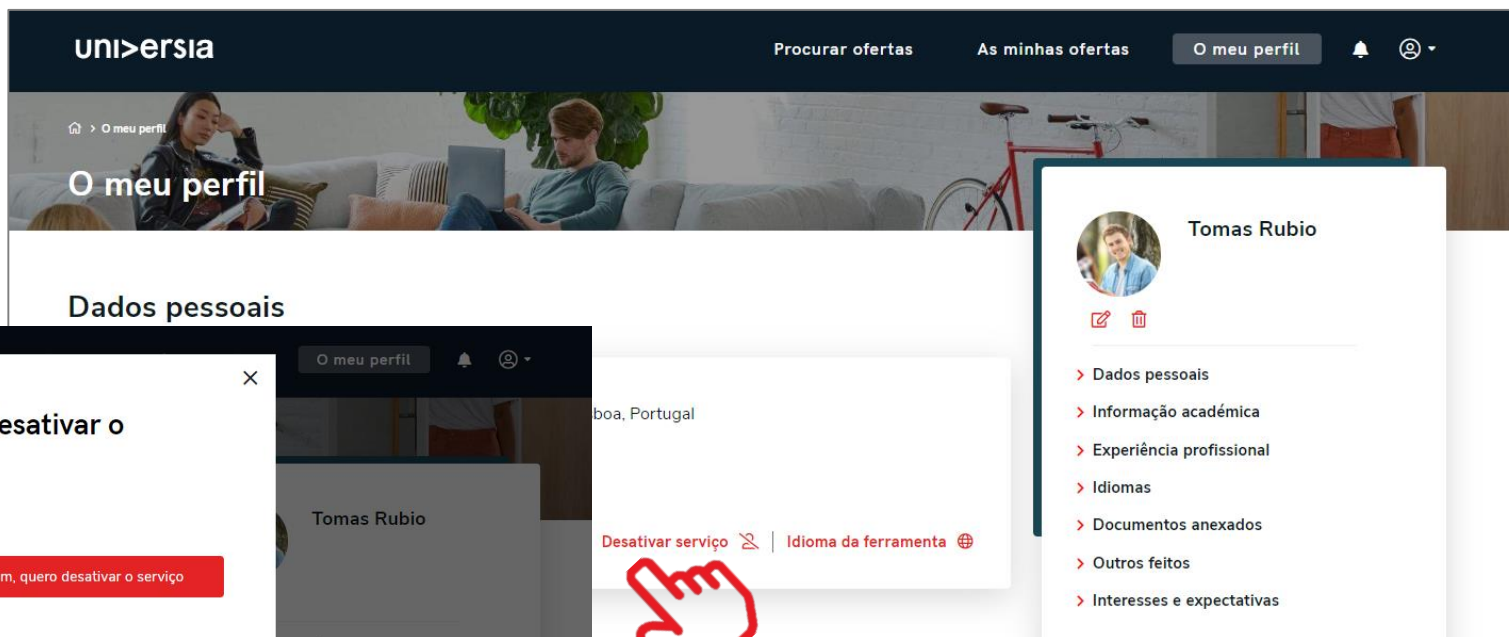 uni>ersia
Procurar ofertas
As minhas ofertas
O meu perfil
> O meu perfil
O meu perfil
Tomas Rubio
Dados pessoais
O meu perfil
esativar o
Tomas Rubio
m, quero desativar o serviço
boa, Portugal
Desativar serviço | Idioma da ferramenta
> Dados pessoais
> Informação académica
> Experiência profissional
> Idiomas
> Documentos anexados
> Outros feitos
> Interesses e expectativas